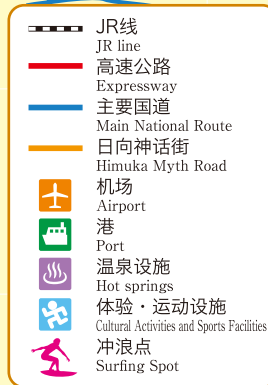 JR线
JR line
高速公路
Expressway
主要国道
Main National Route
日向神话街
Himuka Myth Road
机场
Airport
港
Port
温泉设施
Hot springs
体验・运动设施
Cultural Activities and Sports Facilities
冲浪点
Surfing Spot